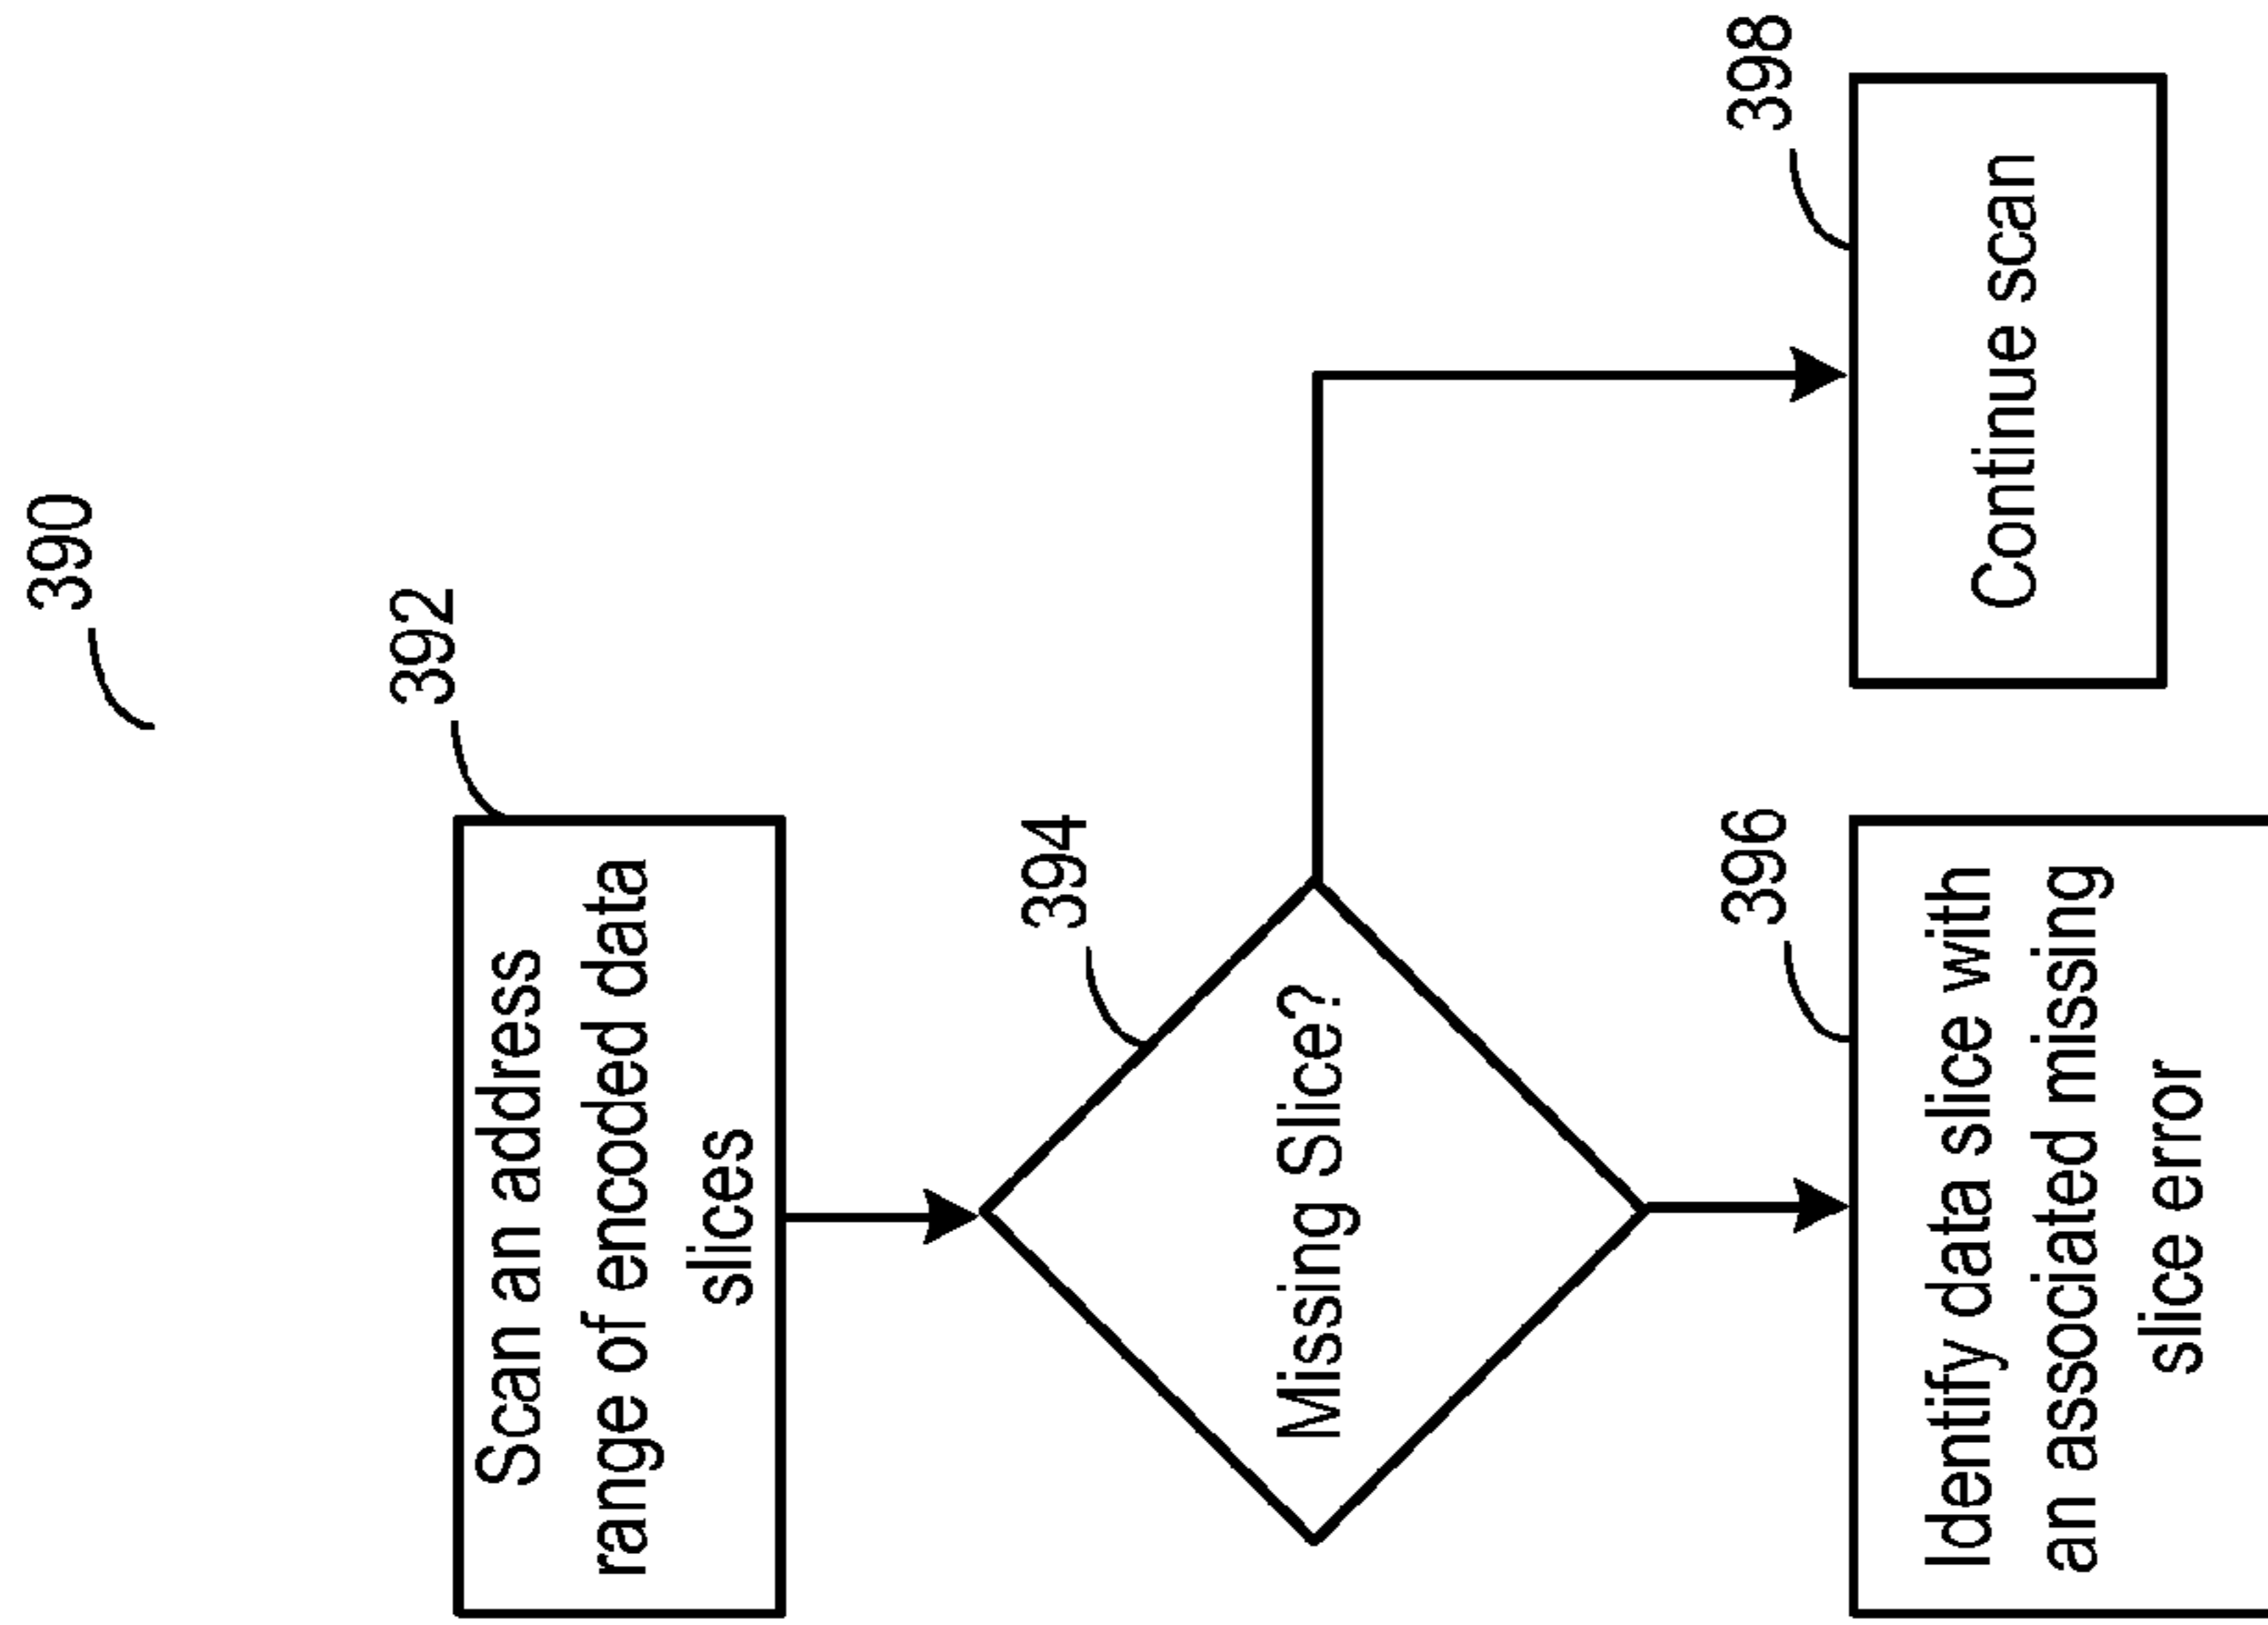 390
392
Scan an address
range of encoded data
slices
394
Missing Slice?
396
Identify data slice with
an associated missing
slice error
398
Continue scan